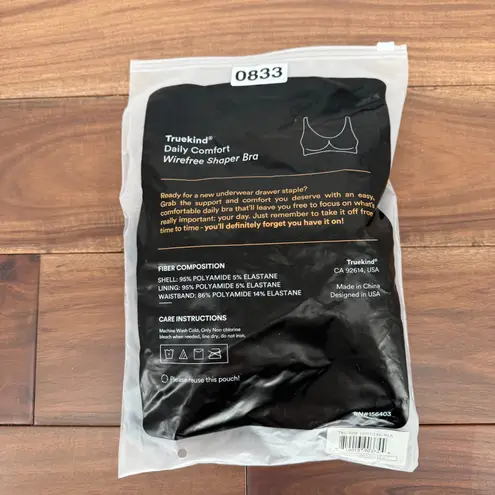 0833
Truekind®
Daily Comfort
Wirefree Shaper Bra
Ready for a new underwear drawer staple?
Grab the support and comfort you deserve with an easy,
comfortable daily bra that'll leave you free to focus on what's
really important: your day. Just remember to take it off from
time to time - you'll definitely forget you have it on!
FIBER COMPOSITION
SHELL: 95% POLYAMIDE 5% ELASTANE
LINING: 95% POLYAMIDE 5% ELASTANE
WAISTBAND: 86% POLYAMIDE 14% ELASTANE
Truekind®
CA 92614, USA
Made in China
Designed in USA
CARE INSTRUCTIONS
Machine Wash Cold, Only Non chlorine
bleach when needed, line dry, do not iron.
Please reuse this pouch!
RN#156403